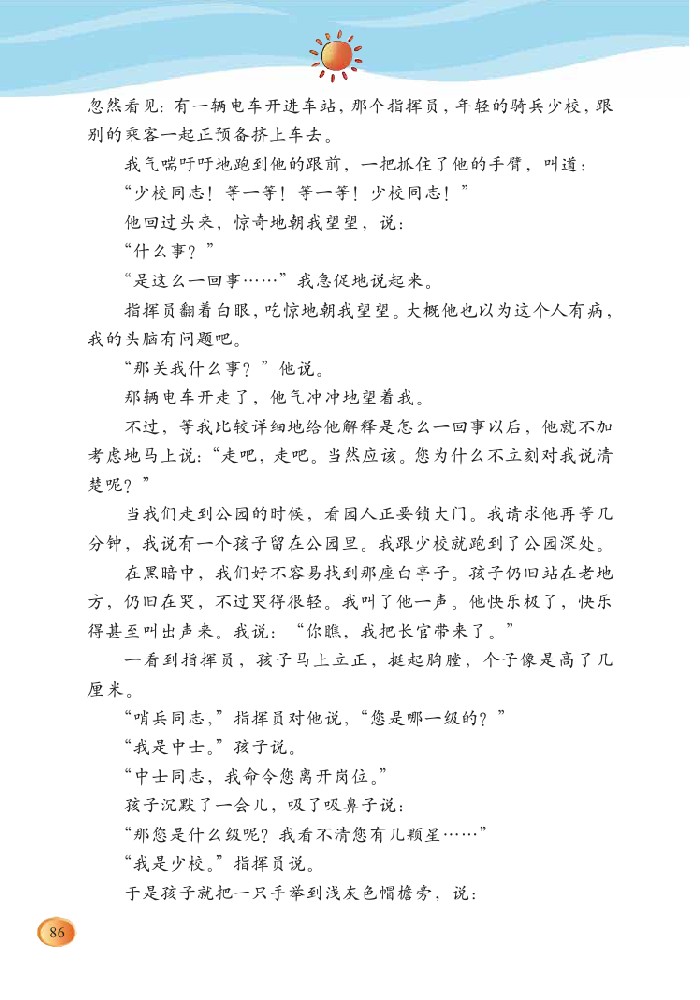 忽然看见：有一辆电车开进车站，那个指挥员，年轻的骑兵少校，跟
别的乘客一起正预备挤上车去。
我气喘吁吁地跑到他的跟前，一把抓住了他的手臂，叫道：
“少校同志！等一等！等一等！少校同志！”
他回过头来，惊奇地朝我望望，说：
“什么事？”
“是这么一回事……”我急促地说起来。
指挥员翻着白眼，吃惊地朝我望望。大概他也以为这个人有病，
我的头脑有问题吧。
“那关我什么事？”他说。
那辆电车开走了，他气冲冲地望着我。
不过，等我比较详细地给他解释是怎么一回事以后，他就不加
考虑地马上说：“走吧，走吧。当然应该。您为什么不立刻对我说清
楚呢？”
当我们走到公园的时候，看园人正要锁大门。我请求他再等几
分钟，我说有一个孩子留在公园里。我跟少校就跑到了公园深处。
在黑暗中，我们好不容易找到那座白亭子。孩子仍旧站在老地
方，仍旧在哭，不过哭得很轻。我叫了他一声。他快乐极了，快乐
得甚至叫出声来。我说：“你瞧，我把长官带来了。”
一看到指挥员，孩子马上立正，挺起胸膛，个子像是高了几
厘米。
“哨兵同志，”指挥员对他说，“您是哪一级的？”
“我是中士。”孩子说。
“中士同志，我命令您离开岗位。”
孩子沉默了一会儿，吸了吸鼻子说：
“那您是什么级呢？我看不清您有几颗星……”
“我是少校。”指挥员说。
于是孩子就把一只手举到浅灰色帽檐旁，说：
86